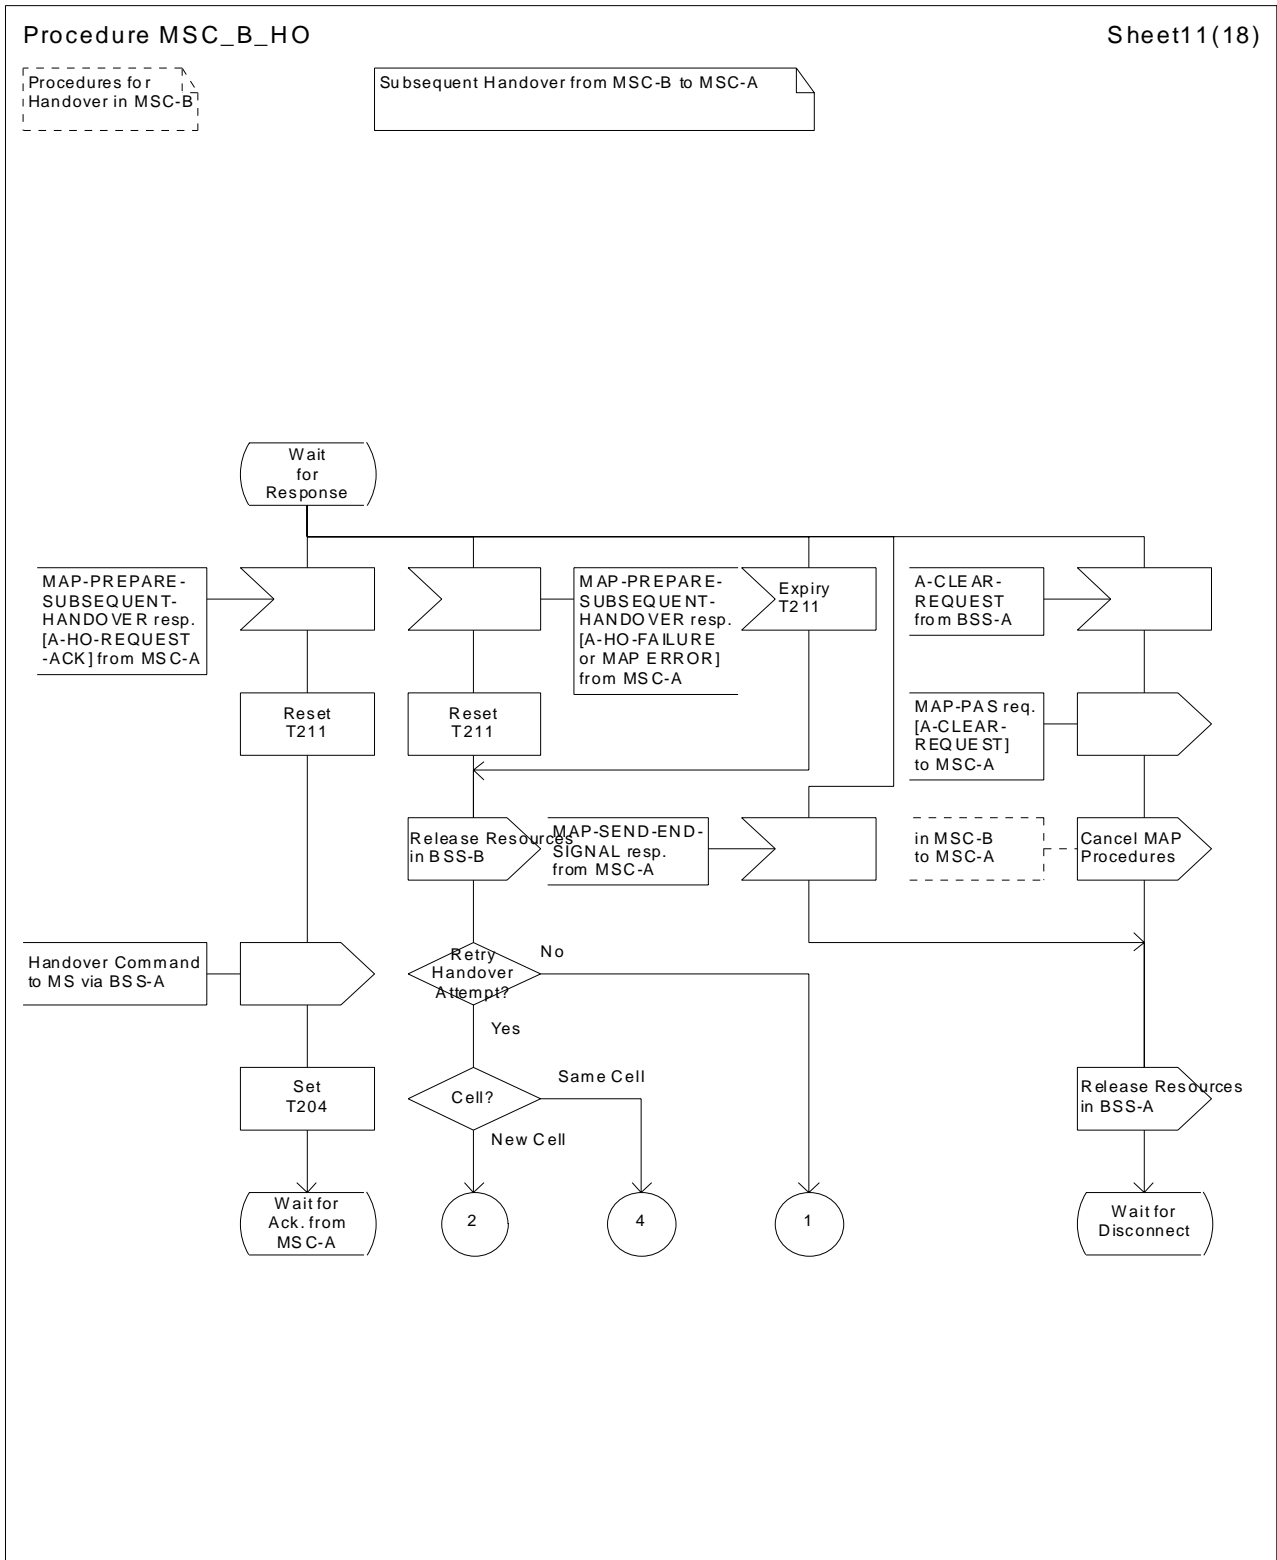 Procedure MSC_B_HO
Sheet11(18)
Procedures for
Handover in MSC-B
Subsequent Handover from MSC-B to MSC-A
Wait
for
Response
MAP-PREPARE-
SUBSEQUENT-
HANDOVER resp.
[A-HO-REQUEST
-ACK] from MSC-A
MAP-PREPARE-
SUBSEQUENT-
HANDOVER resp.
[A-HO-FAILURE
or MAP ERROR]
from MSC-A
Expiry
T211
A-CLEAR-
REQUEST
from BSS-A
Reset
T211
Reset
T211
MAP-PAS req.
[A-CLEAR-
REQUEST]
to MSC-A
Release Resources
in BSS-B
MAP-SEND-END-
SIGNAL resp.
from MSC-A
in MSC-B
to MSC-A
Cancel MAP
Procedures
Handover Command
to MS via BSS-A
Retry
Handover
Attempt?
No
Yes
Set
T204
Cell?
Same Cell
New Cell
Release Resources
in BSS-A
Wait for
Ack. from
MSC-A
2
4
1
Wait for
Disconnect